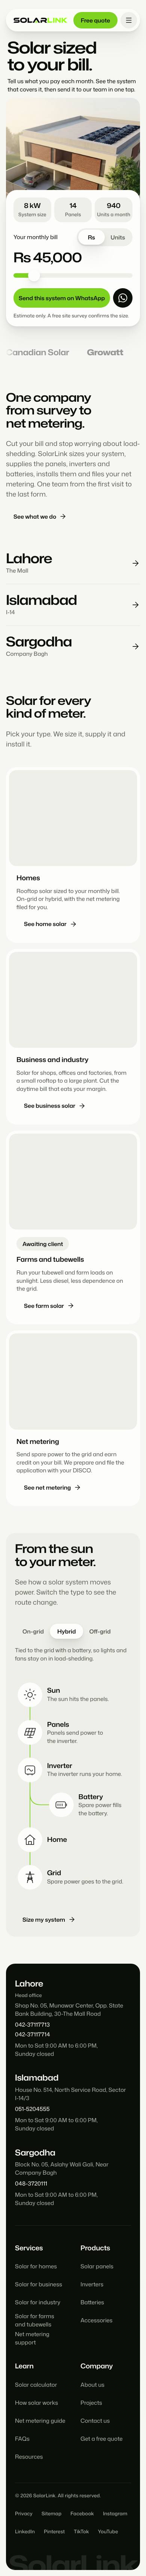 SOLARLINK
Free quote
Solar sized
to your bill.
Tell us what you pay each month. See the system
that covers it, then send it to our team in one tap.
8 kW
System size
14
Panels
940
Units a month
Your monthly bill
Rs
Units
Rs 45,000
Send this system on WhatsApp
Estimate only. A free site survey confirms the size.
Canadian Solar
Growatt
One company
from survey to
net metering.
Cut your bill and stop worrying about load-
shedding. SolarLink sizes your system,
supplies the panels, inverters and
batteries, installs them and files your net
metering. One team from the first visit to
the last form.
See what we do
Lahore
The Mall
Islamabad
I-14
Sargodha
Company Bagh
Solar for every
kind of meter.
Pick your type. We size it, supply it and
install it.
Homes
Rooftop solar sized to your monthly bill.
On-grid or hybrid, with the net metering
filed for you.
See home solar
Business and industry
Solar for shops, offices and factories, from
a small rooftop to a large plant. Cut the
daytime bill that eats your margin.
See business solar
Awaiting client
Farms and tubewells
Run your tubewell and farm loads on
sunlight. Less diesel, less dependence on
the grid.
See farm solar
Net metering
Send spare power to the grid and earn
credit on your bill. We prepare and file the
application with your DISCO.
See net metering
From the sun
to your meter.
See how a solar system moves
power. Switch the type to see the
route change.
On-grid
Hybrid
Off-grid
Tied to the grid with a battery, so lights and
fans stay on in load-shedding.
Sun
The sun hits the panels.
Panels
Panels send power to
the inverter.
Inverter
The inverter runs your home.
Battery
Spare power fills
the battery.
Home
Grid
Spare power goes to the grid.
Size my system
Lahore
Head office
Shop No. 05, Munawar Center, Opp. State
Bank Building, 30-The Mall Road
042-37117713
042-37117714
Mon to Sat 9:00 AM to 6:00 PM,
Sunday closed
Islamabad
House No. 514, North Service Road, Sector
I-14/3
051-5204555
Mon to Sat 9:00 AM to 6:00 PM,
Sunday closed
Sargodha
Block No. 05, Aslahy Wali Gali, Near
Company Bagh
048-3720111
Mon to Sat 9:00 AM to 6:00 PM,
Sunday closed
Services
Solar for homes
Solar for business
Solar for industry
Solar for farms
and tubewells
Net metering
support
Products
Solar panels
Inverters
Batteries
Accessories
Learn
Solar calculator
How solar works
Net metering guide
FAQs
Resources
Company
About us
Projects
Contact us
Get a free quote
© 2026 SolarLink. All rights reserved.
Privacy
Sitemap
Facebook
Instagram
LinkedIn
Pinterest
TikTok
YouTube
SolarLink